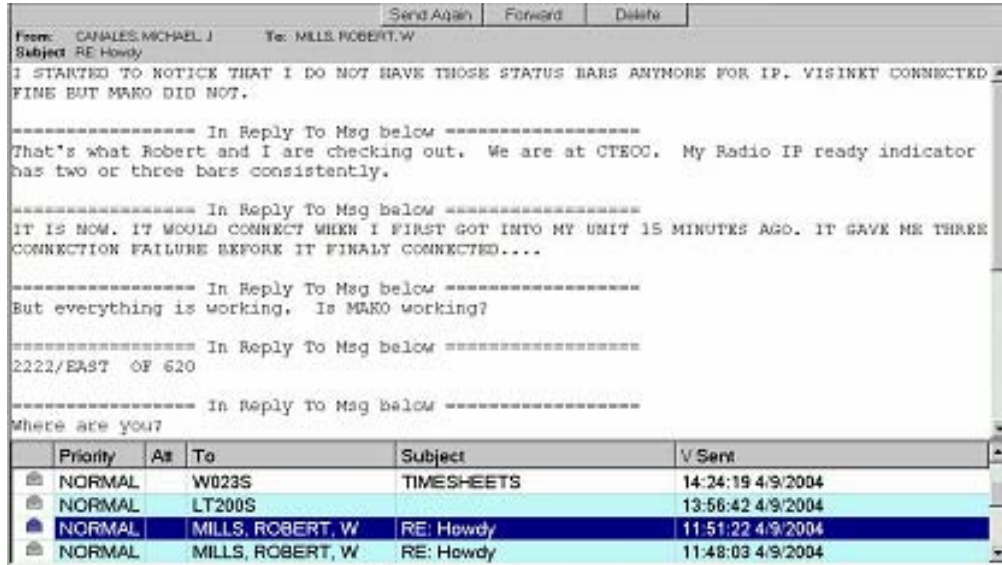 Send Again Forward Delete
From: CANALES, MICHAEL, J To: MILLS, ROBERT, W
Subject RE: Howdy
I STARTED TO NOTICE THAT I DO NOT HAVE THOSE STATUS BARS ANYMORE FOR IP. VISINET CONNECTED
FINE BUT MAKO DID NOT.
================= In Reply To Msg below ==================
That's what Robert and I are checking out. We are at CTECC. My Radio IP ready indicator
has two or three bars consistently.
================= In Reply To Msg below ==================
IT IS NOW. IT WOULD CONNECT WHEN I FIRST GOT INTO MY UNIT 15 MINUTES AGO. IT GAVE ME THREE
CONNECTION FAILURE BEFORE IT FINALY CONNECTED....
================= In Reply To Msg below ==================
But everything is working. Is MAKO working?
================= In Reply To Msg below ==================
2222/EAST OF 620
================= In Reply To Msg below ==================
Where are you?
Priority Att To Subject V Sent
NORMAL W023S TIMESHEETS 14:24:19 4/9/2004
NORMAL LT200S 13:56:42 4/9/2004
NORMAL MILLS, ROBERT, W RE: Howdy 11:51:22 4/9/2004
NORMAL MILLS, ROBERT, W RE: Howdy 11:48:03 4/9/2004